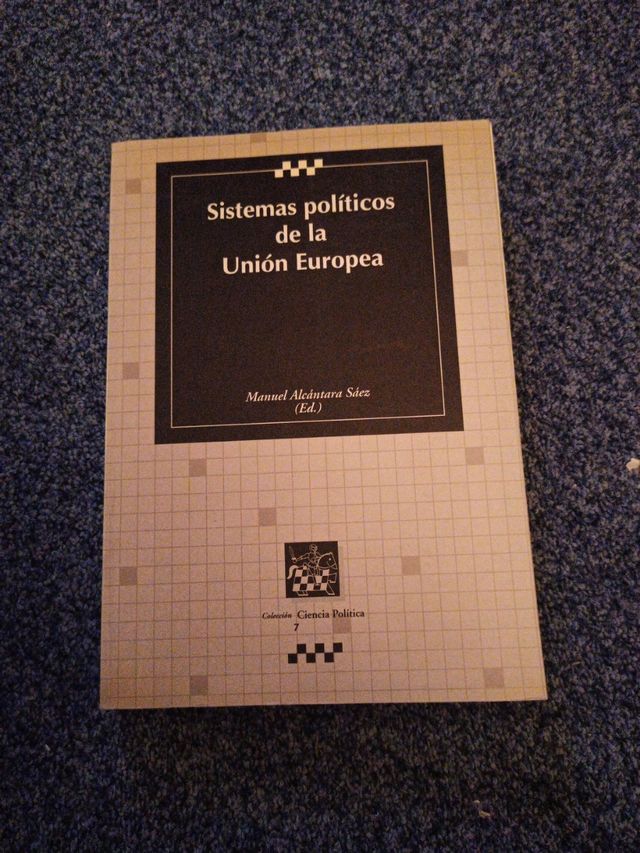 Sistemas políticos
de la
Unión Europea
Manuel Alcántara Sáez
(Ed.)
Colección Ciencia Política
7